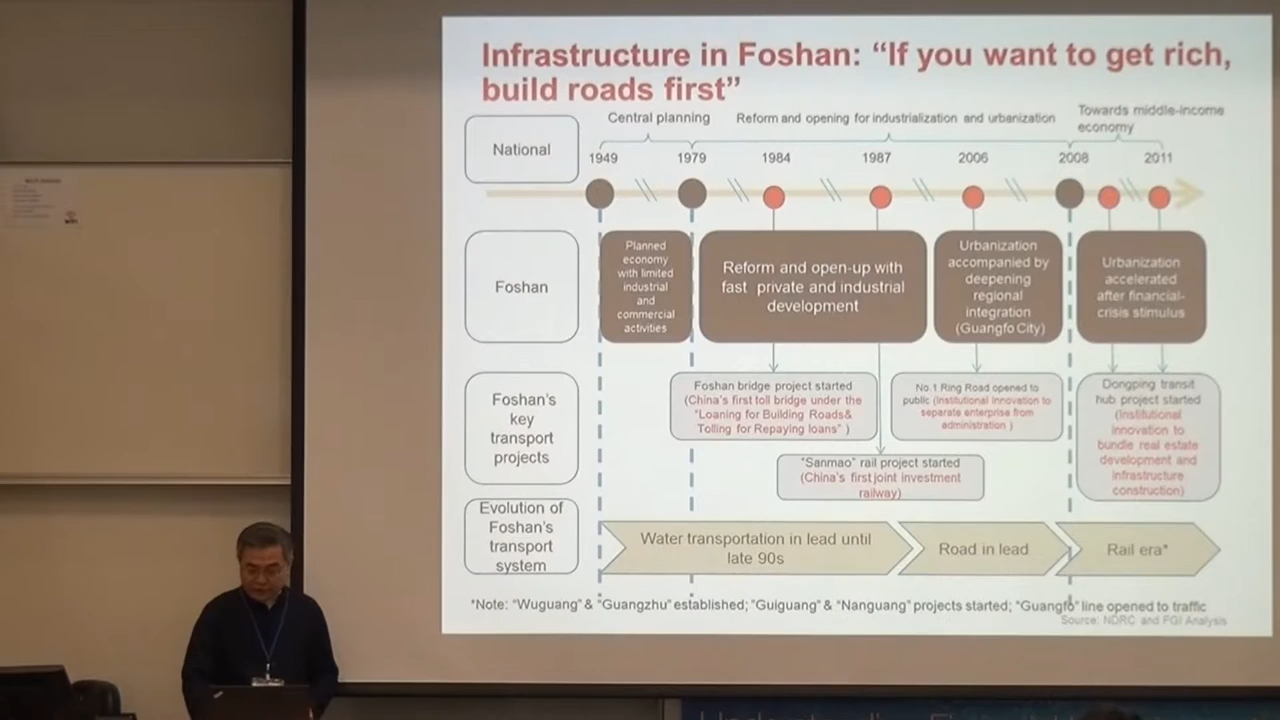 Infrastructure in Foshan: “If you want to get rich,
build roads first”
Central planning
Reform and opening for industrialization and urbanization
Towards middle-income
economy
National
1949
1979
1984
1987
2006
2008
2011
Foshan
Planned
economy
with limited
industrial
and
commercial
activities
Reform and open-up with
fast private and industrial
development
Urbanization
accompanied by
deepening
regional
integration
(Guangfo City)
Urbanization
accelerated
after financial-
crisis stimulus
Foshan’s
key
transport
projects
Foshan bridge project started
(China’s first toll bridge under the
“Loaning for Building Roads&
Tolling for Repaying loans” )
No.1 Ring Road opened to
public (Institutional Innovation to
separate enterprise from
administration )
Dongping transit
hub project started
(Institutional
Innovation to
bundle real estate
development and
infrastructure
construction)
“Sanmao” rail project started
(China’s first joint investment
railway)
Evolution of
Foshan’s
transport
system
Water transportation in lead until
late 90s
Road in lead
Rail era*
*Note: “Wuguang” & “Guangzhu” established; “Guiguang” & “Nanguang” projects started; “Guangfo” line opened to traffic
Source: NDRC and FGI Analysis